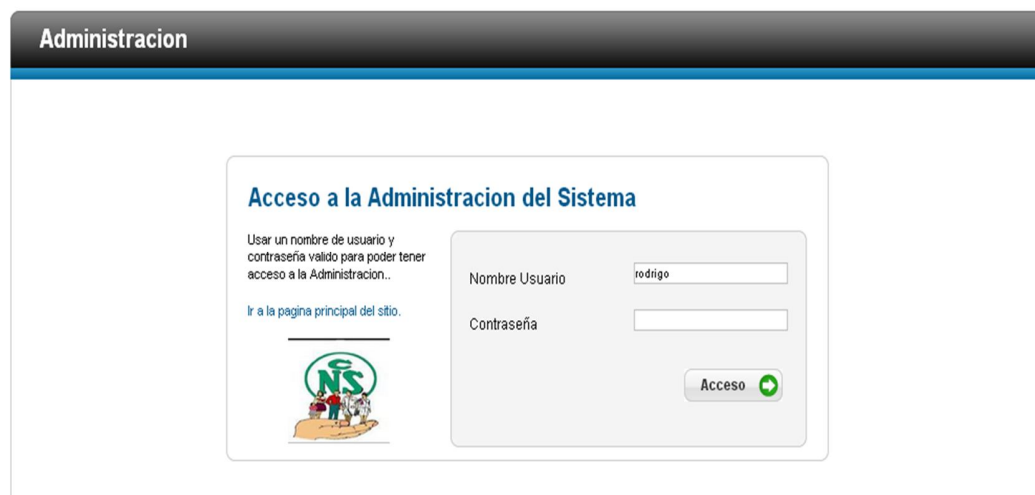 Administracion
Acceso a la Administracion del Sistema
Usar un nombre de usuario y
contraseña valido para poder tener
acceso a la Administracion..
Ir a la pagina principal del sitio.
CNS
Nombre Usuario
rodrigo
Contraseña
Acceso